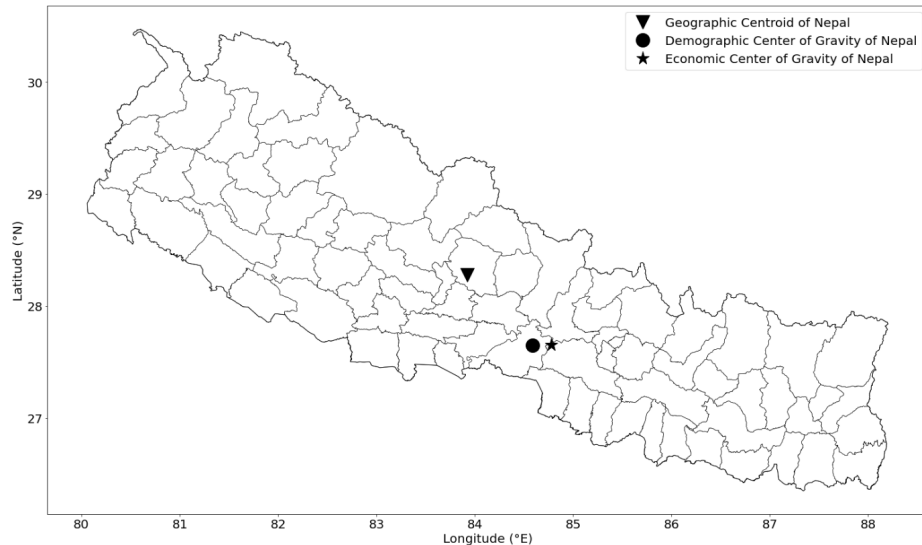 Geographic Centroid of Nepal
Demographic Center of Gravity of Nepal
Economic Center of Gravity of Nepal
30
29
28
27
Latitude (°N)
80 81 82 83 84 85 86 87 88
Longitude (°E)